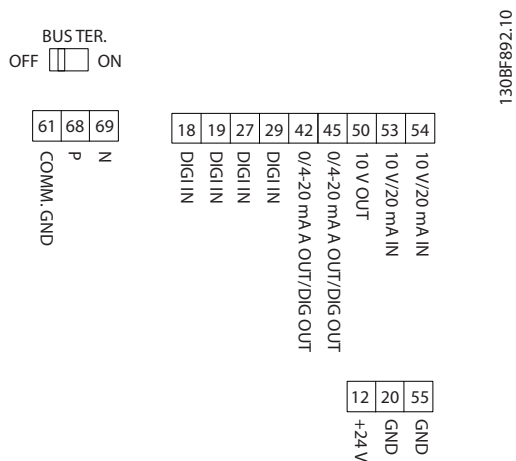 BUS TER.
OFF ON
130BF892.10
61 68 69
COMM. GND
P
N
18 19 27 29 42 45 50 53 54
DIGI IN
DIGI IN
DIGI IN
DIGI IN
0/4-20 mA A OUT/DIG OUT
0/4-20 mA A OUT/DIG OUT
10 V OUT
10 V/20 mA IN
10 V/20 mA IN
12 20 55
+24 V
GND
GND